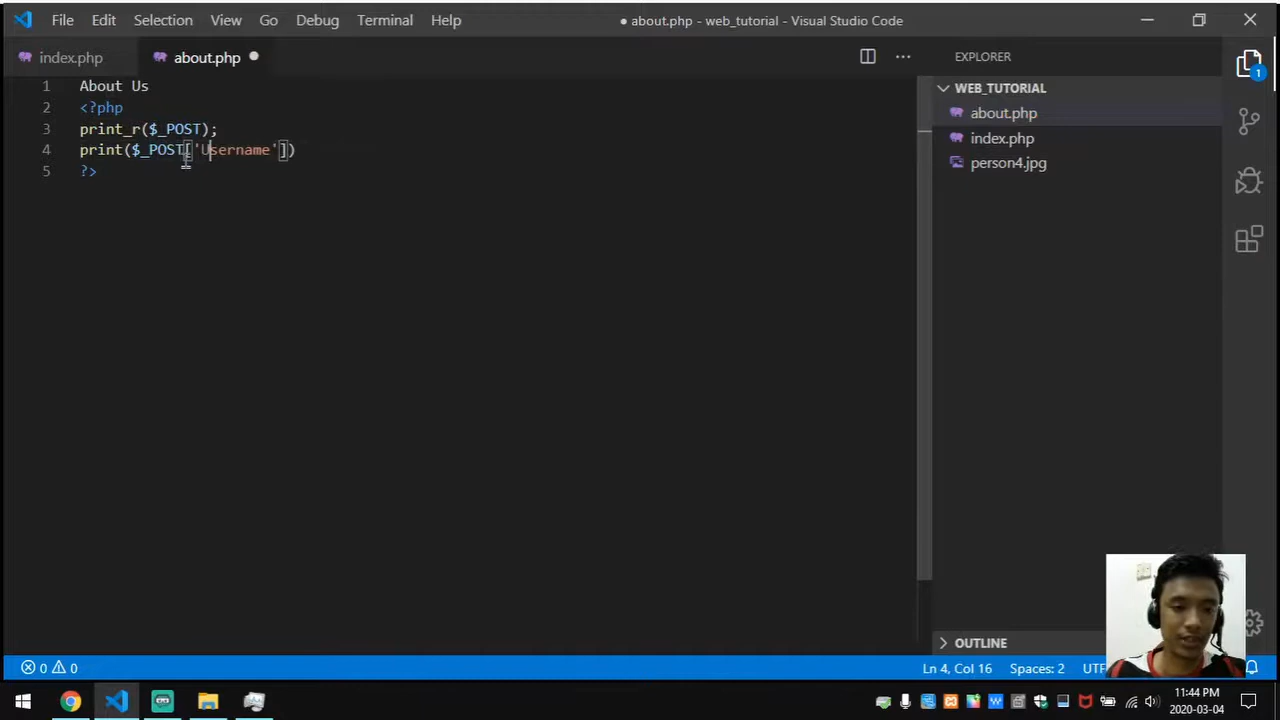 File Edit Selection View Go Debug Terminal Help ● about.php - web_tutorial - Visual Studio Code
index.php about.php EXPLORER
WEB_TUTORIAL 1
about.php
index.php
person4.jpg
1 About Us
2 <?php
3 print_r($_POST);
4 print($_POST['Username'])
5 ?>
OUTLINE
0 0 Ln 4, Col 16 Spaces: 2 UTF
11:44 PM
2020-03-04